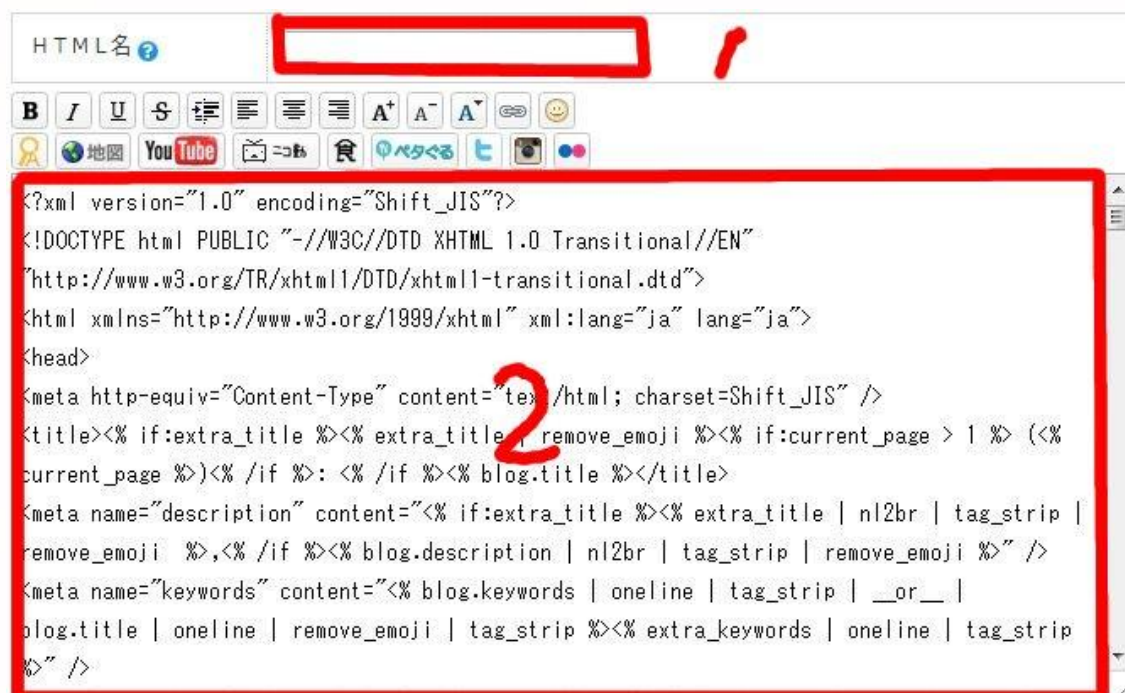 HTML名
1
B I U S A+ A- A
地図 YouTube ニコ動 食 ペタぐる t
<?xml version="1.0" encoding="Shift_JIS"?>
<!DOCTYPE html PUBLIC "-//W3C//DTD XHTML 1.0 Transitional//EN"
"http://www.w3.org/TR/xhtml1/DTD/xhtml1-transitional.dtd">
<html xmlns="http://www.w3.org/1999/xhtml" xml:lang="ja" lang="ja">
<head>
<meta http-equiv="Content-Type" content="text/html; charset=Shift_JIS" />
2
<title><% if:extra_title %><% extra_title | remove_emoji %><% if:current_page > 1 %> (<%
current_page %>)<% /if %>: <% /if %><% blog.title %></title>
<meta name="description" content="<% if:extra_title %><% extra_title | nl2br | tag_strip |
remove_emoji  %>,<% /if %><% blog.description | nl2br | tag_strip | remove_emoji %>" />
<meta name="keywords" content="<% blog.keywords | oneline | tag_strip | __or__ |
blog.title | oneline | remove_emoji | tag_strip %><% extra_keywords | oneline | tag_strip
%>" />